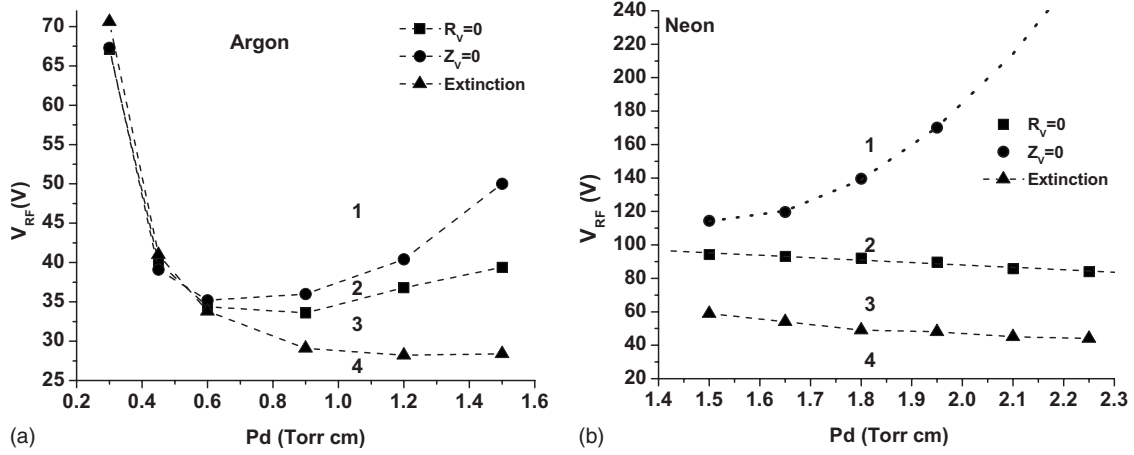 Argon
R_V=0
Z_V=0
Extinction
70
65
60
55
50
45
40
35
30
25
V_RF(V)
1
2
3
4
0.2 0.4 0.6 0.8 1.0 1.2 1.4 1.6
Pd (Torr cm)
(a)
Neon
R_V=0
Z_V=0
Extinction
240
220
200
180
160
140
120
100
80
60
40
20
V_RF (V)
1
2
3
4
1.4 1.5 1.6 1.7 1.8 1.9 2.0 2.1 2.2 2.3
Pd (Torr cm)
(b)